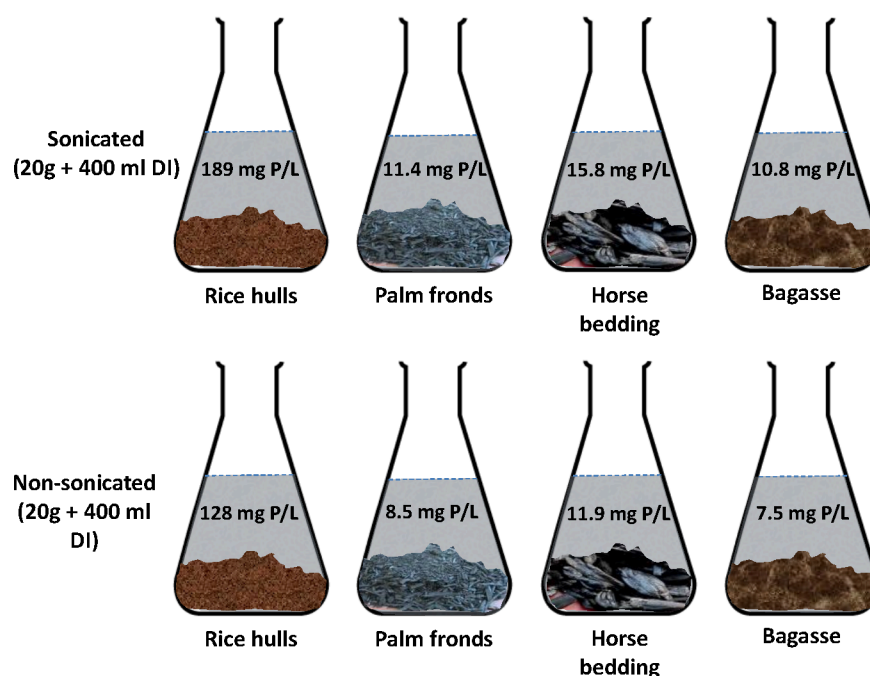 Sonicated
(20g + 400 ml DI)
189 mg P/L
11.4 mg P/L
15.8 mg P/L
10.8 mg P/L
Rice hulls
Palm fronds
Horse
bedding
Bagasse
Non-sonicated
(20g + 400 ml
DI)
128 mg P/L
8.5 mg P/L
11.9 mg P/L
7.5 mg P/L
Rice hulls
Palm fronds
Horse
bedding
Bagasse